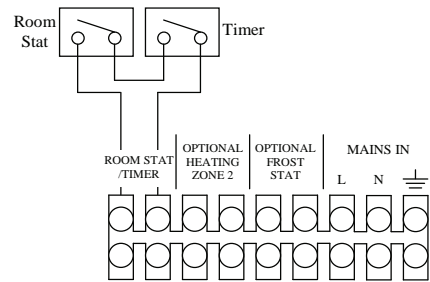 Room
Stat
Timer
ROOM STAT
/TIMER
OPTIONAL
HEATING
ZONE 2
OPTIONAL
FROST
STAT
MAINS IN
L N